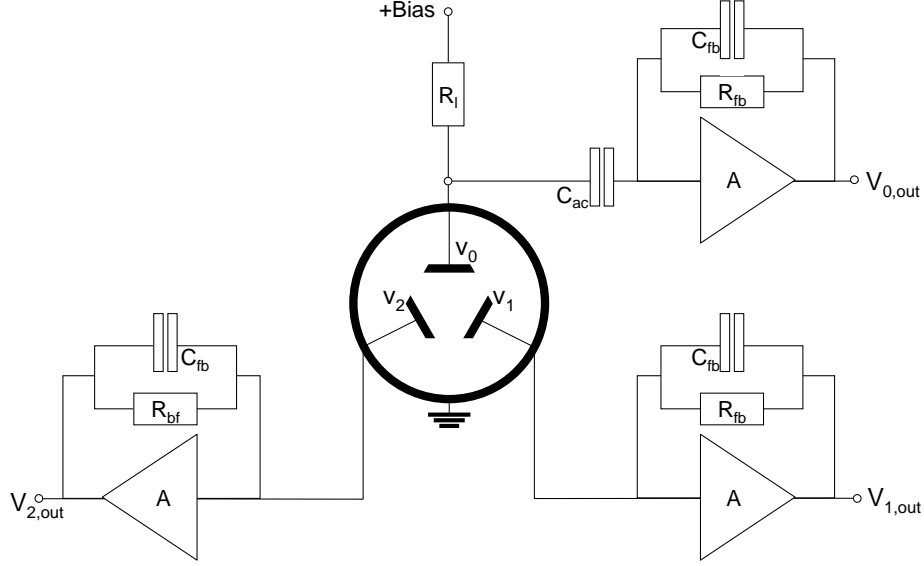 +Bias
C_fb
R_l
R_fb
A
V_0,out
C_ac
v_0
v_2
v_1
C_fb
C_fb
R_bf
R_fb
A
A
V_2,out
V_1,out